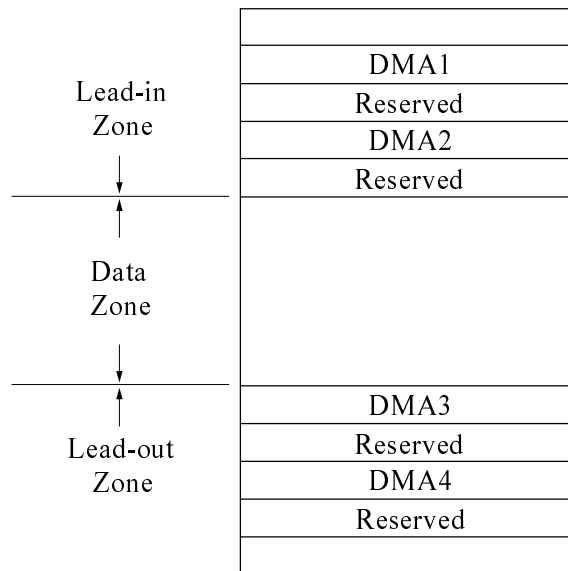 DMA1
Lead-in
Zone
Reserved
DMA2
Reserved
Data
Zone
DMA3
Lead-out
Zone
Reserved
DMA4
Reserved